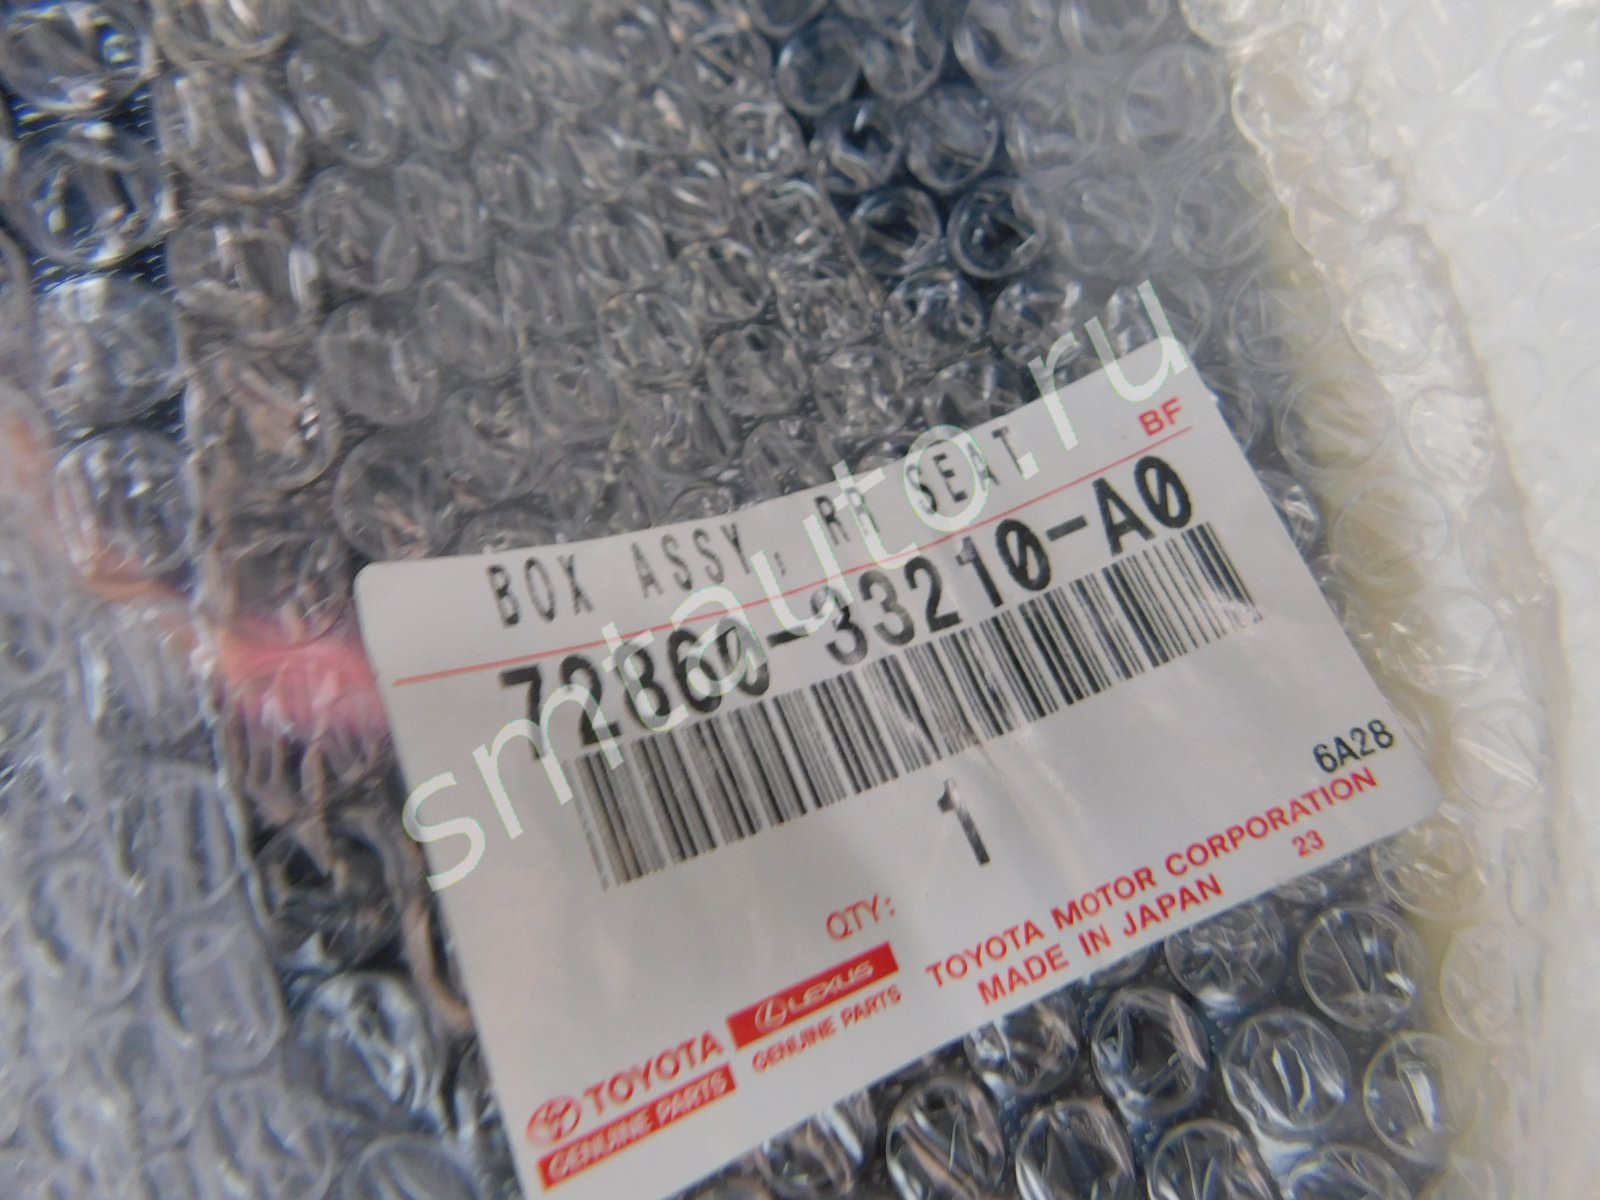 BF
BOX ASSY, RR SEAT
72860-33210-A0
1
6A28
QTY:
TOYOTA MOTOR CORPORATION
MADE IN JAPAN 23
TOYOTA LEXUS
GENUINE PARTS GENUINE PARTS
smtauto.ru